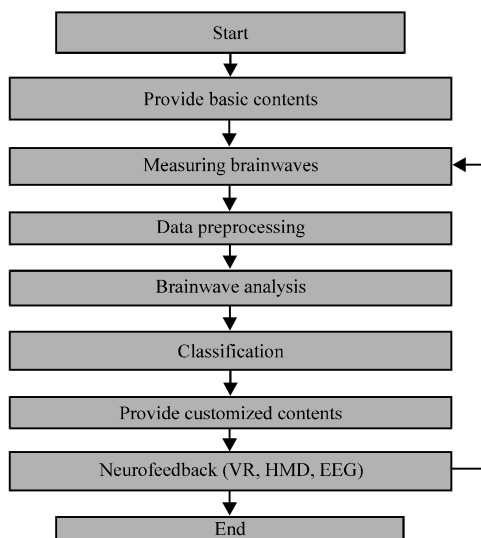 Start
Provide basic contents
Measuring brainwaves
Data preprocessing
Brainwave analysis
Classification
Provide customized contents
Neurofeedback (VR, HMD, EEG)
End